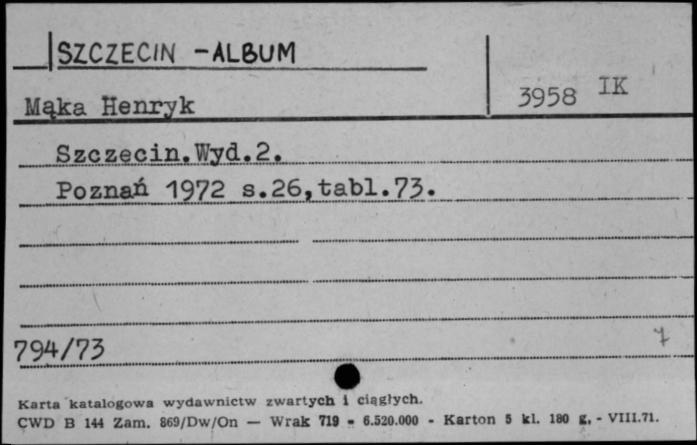 SZCZECIN - ALBUM
Mąka Henryk
3958 IK
Szczecin.Wyd.2.
Poznań 1972 s.26,tabl.73.
794/73
7
Karta katalogowa wydawnictw zwartych i ciągłych.
CWD B 144 Zam. 869/Dw/On — Wrak 719 - 6.520.000 - Karton 5 kl. 180 g. - VIII.71.